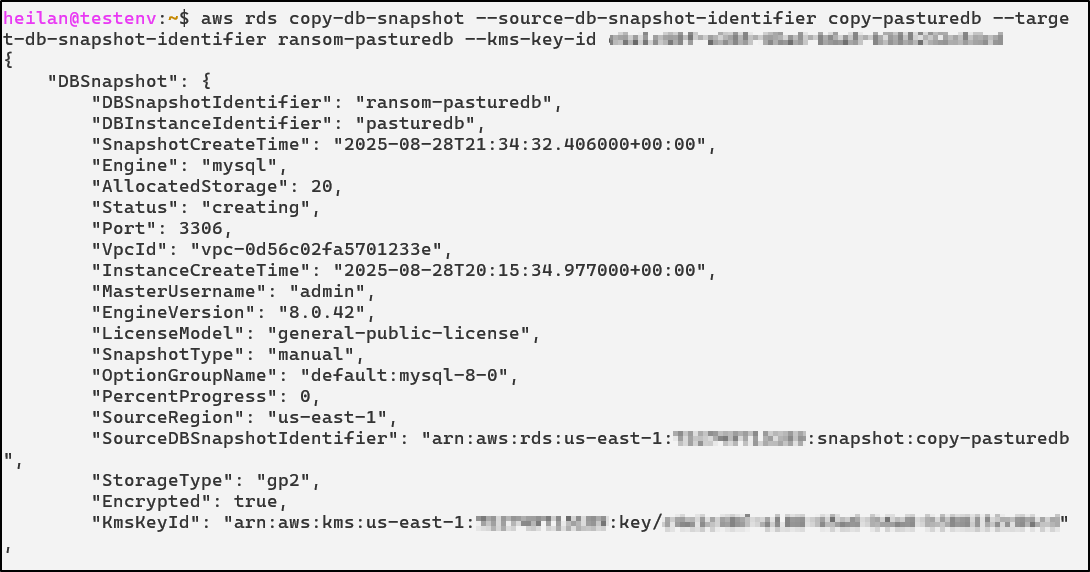 heilan@testenv:~$ aws rds copy-db-snapshot --source-db-snapshot-identifier copy-pasturedb --targe
t-db-snapshot-identifier ransom-pasturedb --kms-key-id
{
    "DBSnapshot": {
        "DBSnapshotIdentifier": "ransom-pasturedb",
        "DBInstanceIdentifier": "pasturedb",
        "SnapshotCreateTime": "2025-08-28T21:34:32.406000+00:00",
        "Engine": "mysql",
        "AllocatedStorage": 20,
        "Status": "creating",
        "Port": 3306,
        "VpcId": "vpc-0d56c02fa5701233e",
        "InstanceCreateTime": "2025-08-28T20:15:34.977000+00:00",
        "MasterUsername": "admin",
        "EngineVersion": "8.0.42",
        "LicenseModel": "general-public-license",
        "SnapshotType": "manual",
        "OptionGroupName": "default:mysql-8-0",
        "PercentProgress": 0,
        "SourceRegion": "us-east-1",
        "SourceDBSnapshotIdentifier": "arn:aws:rds:us-east-1: :snapshot:copy-pasturedb
",
        "StorageType": "gp2",
        "Encrypted": true,
        "KmsKeyId": "arn:aws:kms:us-east-1: :key/ "
,